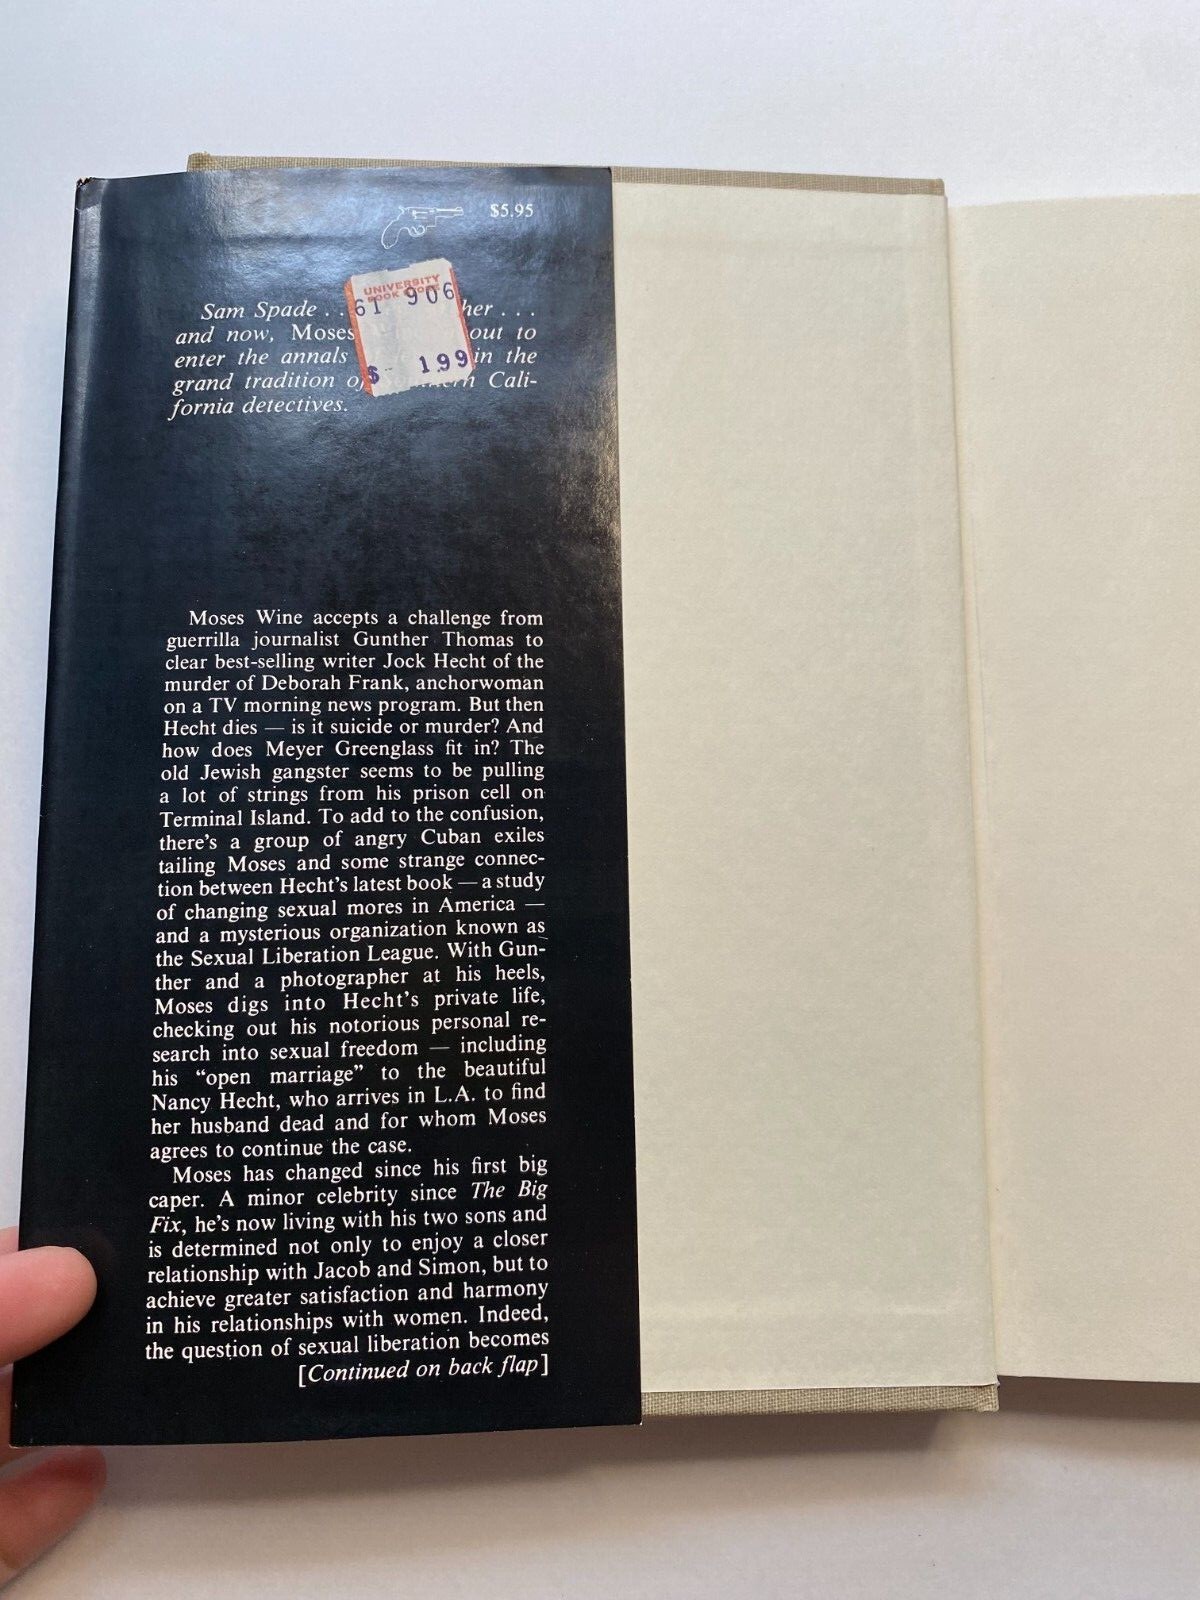 $5.95
UNIVERSITY
BOOK STORE
61 906
$ 199
Sam Spade . . her . . .
and now, Moses out to
enter the annals in the
grand tradition of Southern Cali-
fornia detectives.
Moses Wine accepts a challenge from
guerrilla journalist Gunther Thomas to
clear best-selling writer Jock Hecht of the
murder of Deborah Frank, anchorwoman
on a TV morning news program. But then
Hecht dies — is it suicide or murder? And
how does Meyer Greenglass fit in? The
old Jewish gangster seems to be pulling
a lot of strings from his prison cell on
Terminal Island. To add to the confusion,
there's a group of angry Cuban exiles
tailing Moses and some strange connec-
tion between Hecht's latest book — a study
of changing sexual mores in America —
and a mysterious organization known as
the Sexual Liberation League. With Gun-
ther and a photographer at his heels,
Moses digs into Hecht's private life,
checking out his notorious personal re-
search into sexual freedom — including
his “open marriage” to the beautiful
Nancy Hecht, who arrives in L.A. to find
her husband dead and for whom Moses
agrees to continue the case.
Moses has changed since his first big
caper. A minor celebrity since The Big
Fix, he's now living with his two sons and
is determined not only to enjoy a closer
relationship with Jacob and Simon, but to
achieve greater satisfaction and harmony
in his relationships with women. Indeed,
the question of sexual liberation becomes
[Continued on back flap]